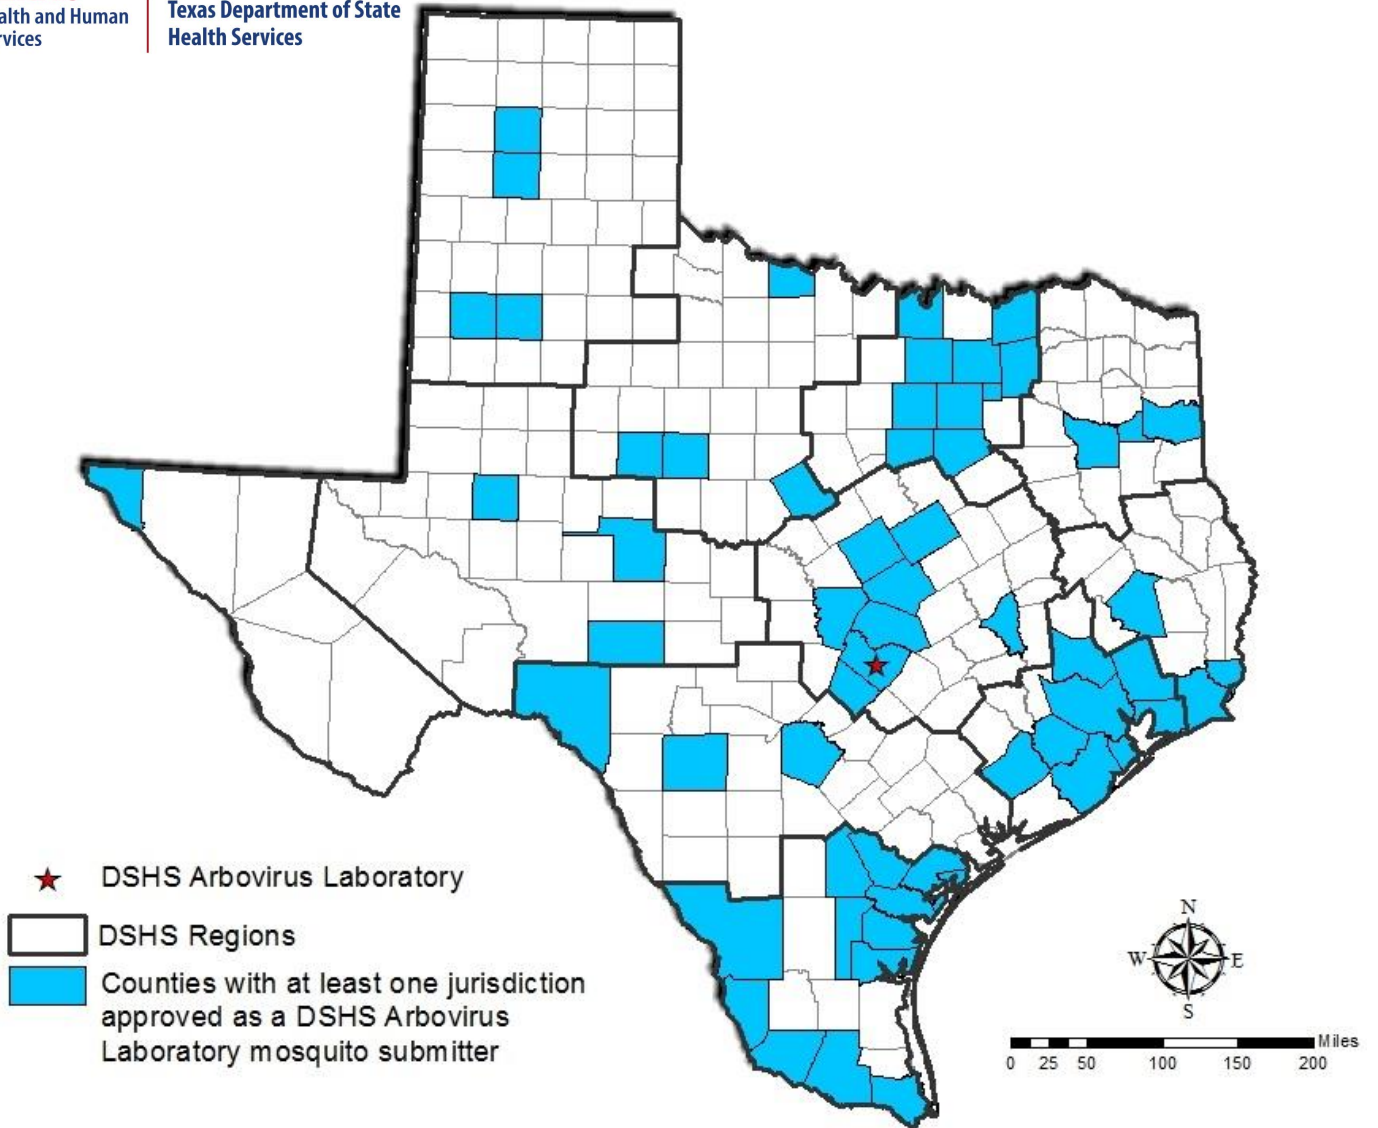 alth and Human
rvices
Texas Department of State
Health Services
DSHS Arbovirus Laboratory
DSHS Regions
Counties with at least one jurisdiction
approved as a DSHS Arbovirus
Laboratory mosquito submitter
N
W E
S
Miles
0 25 50 100 150 200